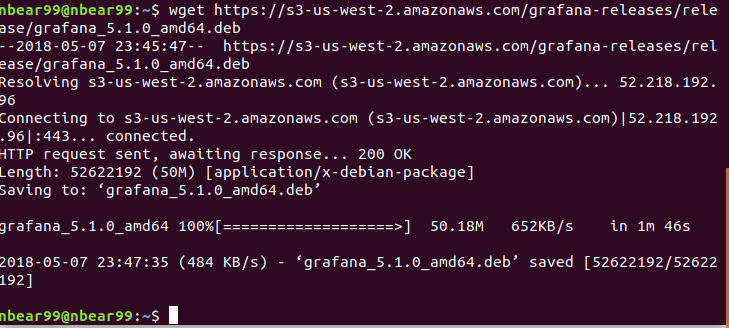 nbear99@nbear99:~$ wget https://s3-us-west-2.amazonaws.com/grafana-releases/rele
ase/grafana_5.1.0_amd64.deb
--2018-05-07 23:45:47--  https://s3-us-west-2.amazonaws.com/grafana-releases/rel
ease/grafana_5.1.0_amd64.deb
Resolving s3-us-west-2.amazonaws.com (s3-us-west-2.amazonaws.com)... 52.218.192.
96
Connecting to s3-us-west-2.amazonaws.com (s3-us-west-2.amazonaws.com)|52.218.192
.96|:443... connected.
HTTP request sent, awaiting response... 200 OK
Length: 52622192 (50M) [application/x-debian-package]
Saving to: ‘grafana_5.1.0_amd64.deb’
grafana_5.1.0_amd64 100%[===================>]  50.18M   652KB/s    in 1m 46s
2018-05-07 23:47:35 (484 KB/s) - ‘grafana_5.1.0_amd64.deb’ saved [52622192/52622
192]
nbear99@nbear99:~$